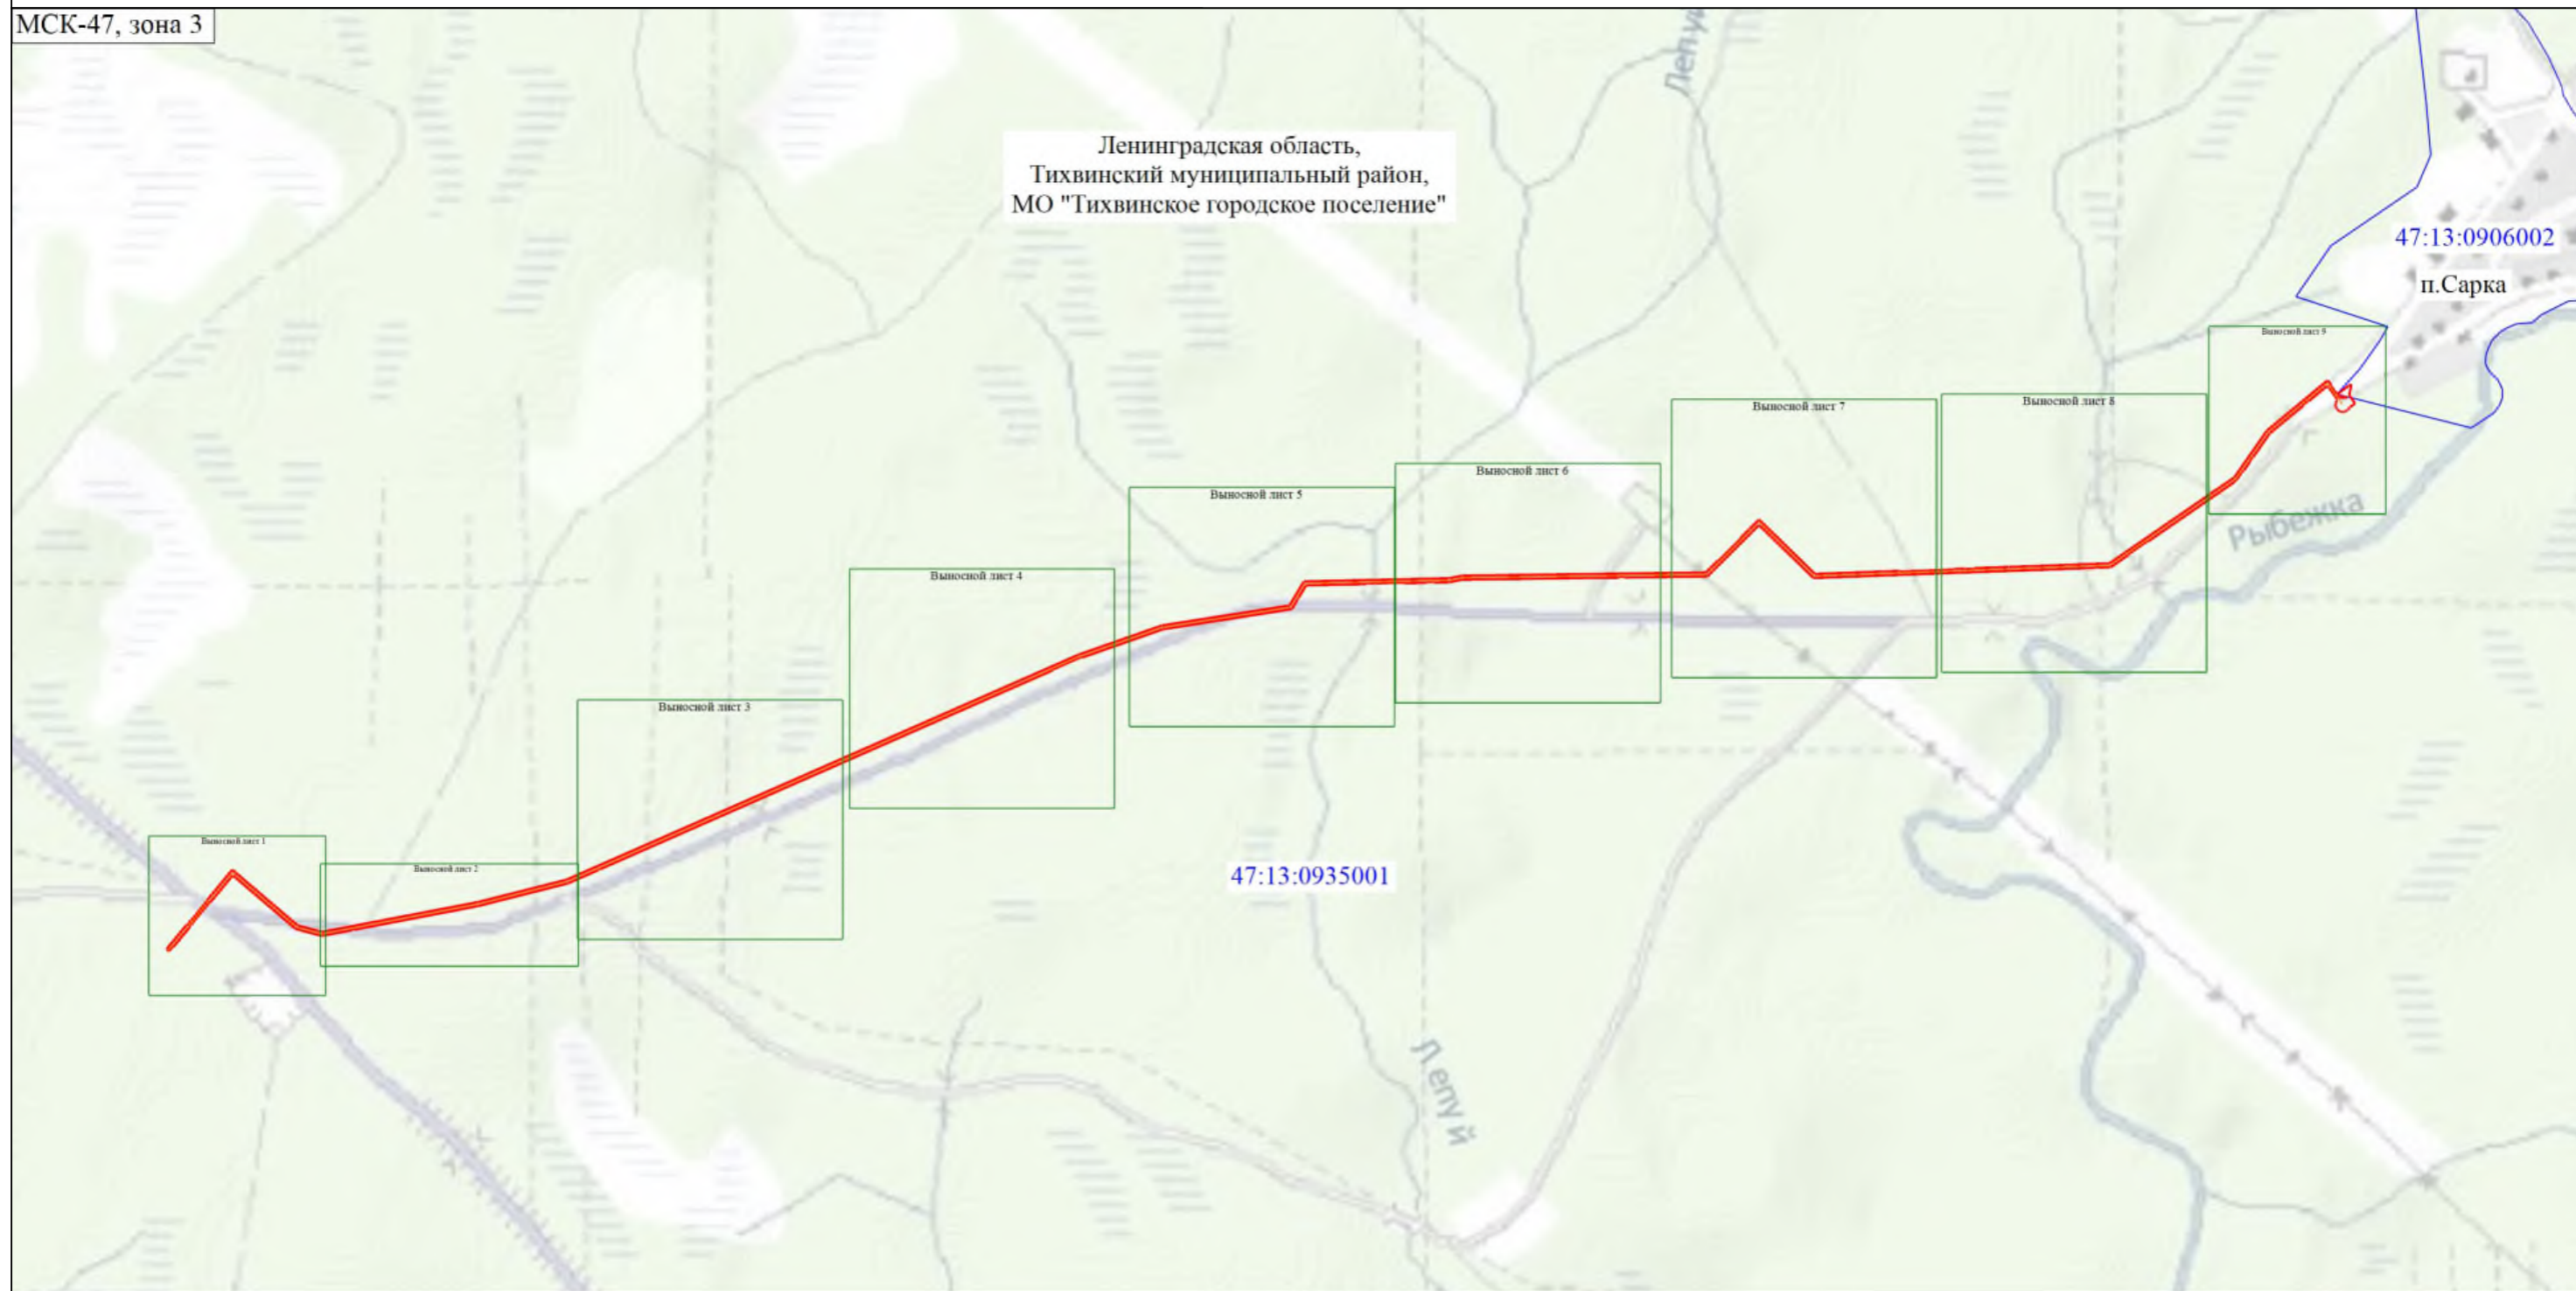 МСК-47, зона 3
Лепуй
Ленинградская область,
Тихвинский муниципальный район,
МО "Тихвинское городское поселение"
47:13:0906002
п.Сарка
Выносной лист 9
Выносной лист 8
Выносной лист 7
Выносной лист 6
Выносной лист 5
Рыбежка
Выносной лист 4
Выносной лист 3
Выносной лист 1
Выносной лист 2
47:13:0935001
Лепуй